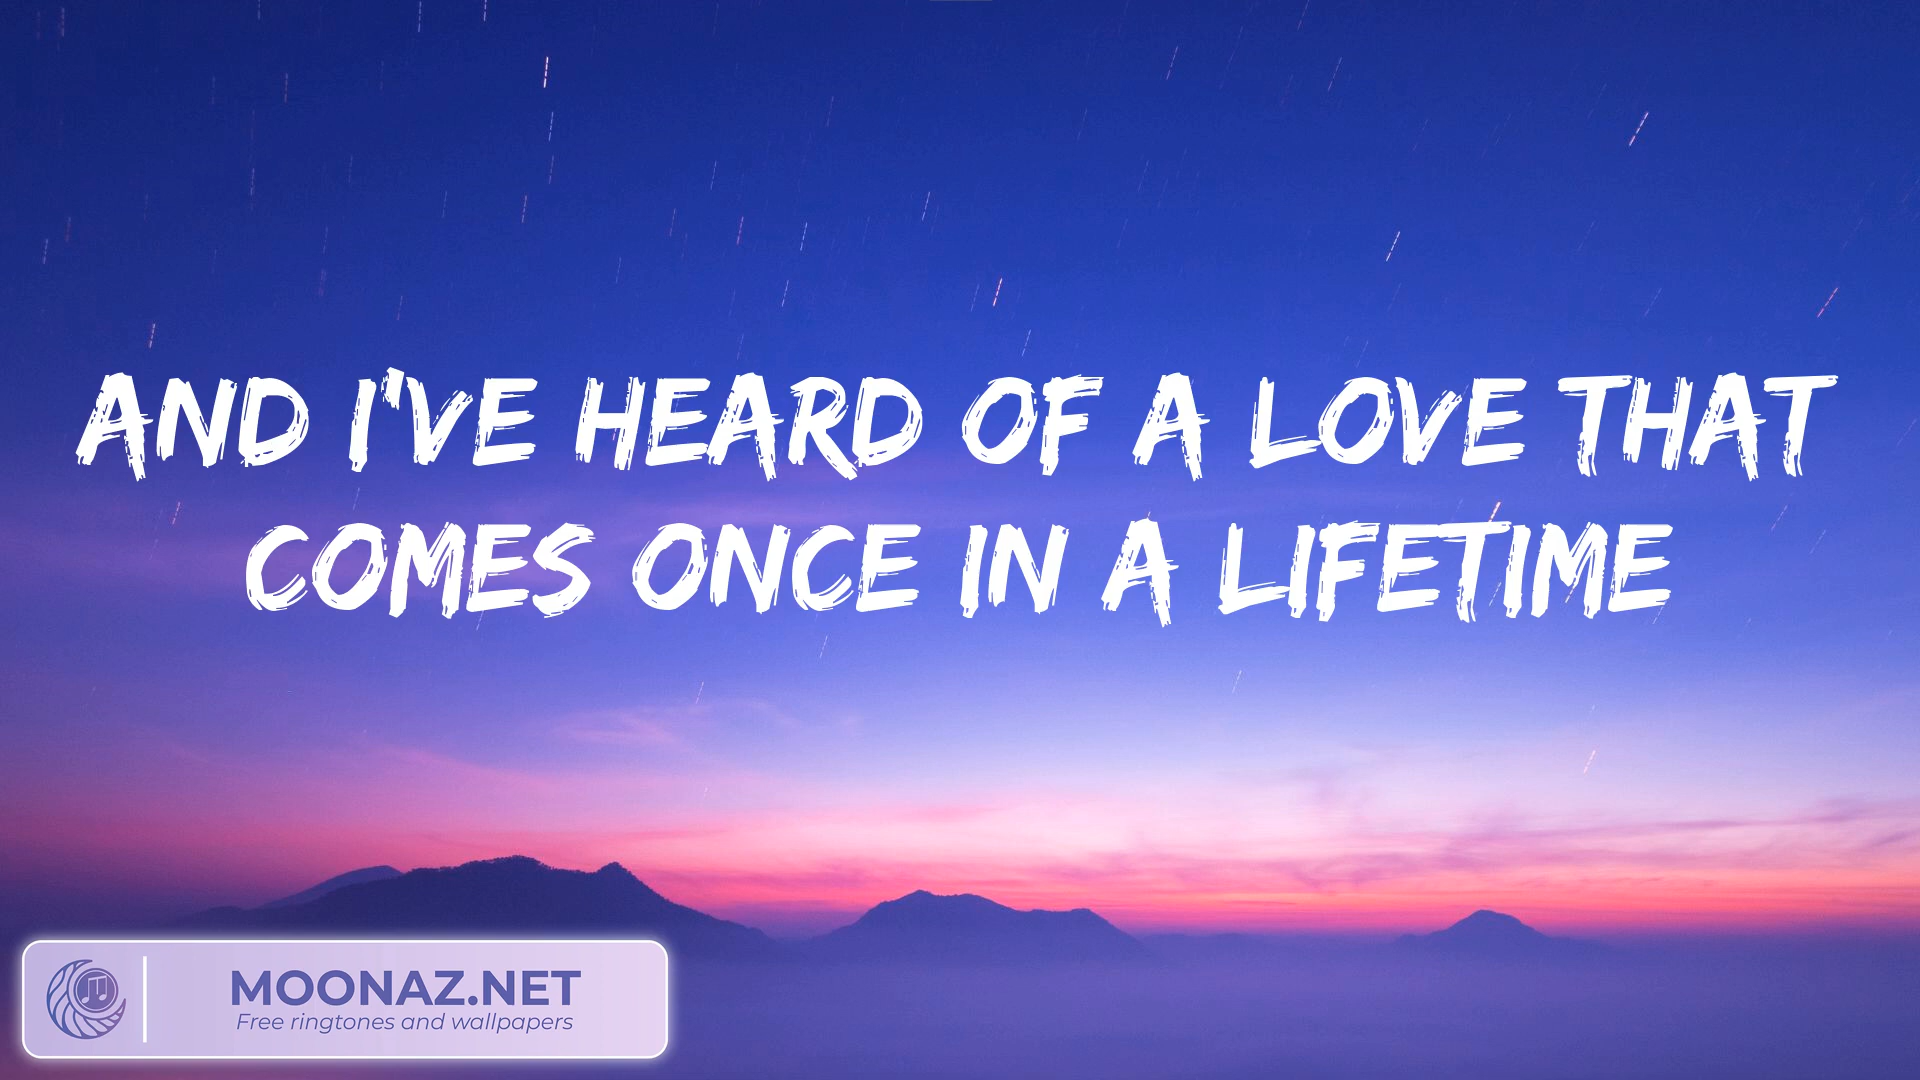 AND I'VE HEARD OF A LOVE THAT
COMES ONCE IN A LIFETIME
MOONAZ.NET
Free ringtones and wallpapers